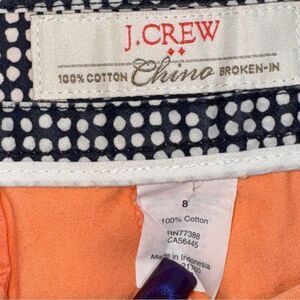 J.CREW
100% COTTON Chino BROKEN-IN
8
100% Cotton
RN77388
CA56445
Made in Indonesia